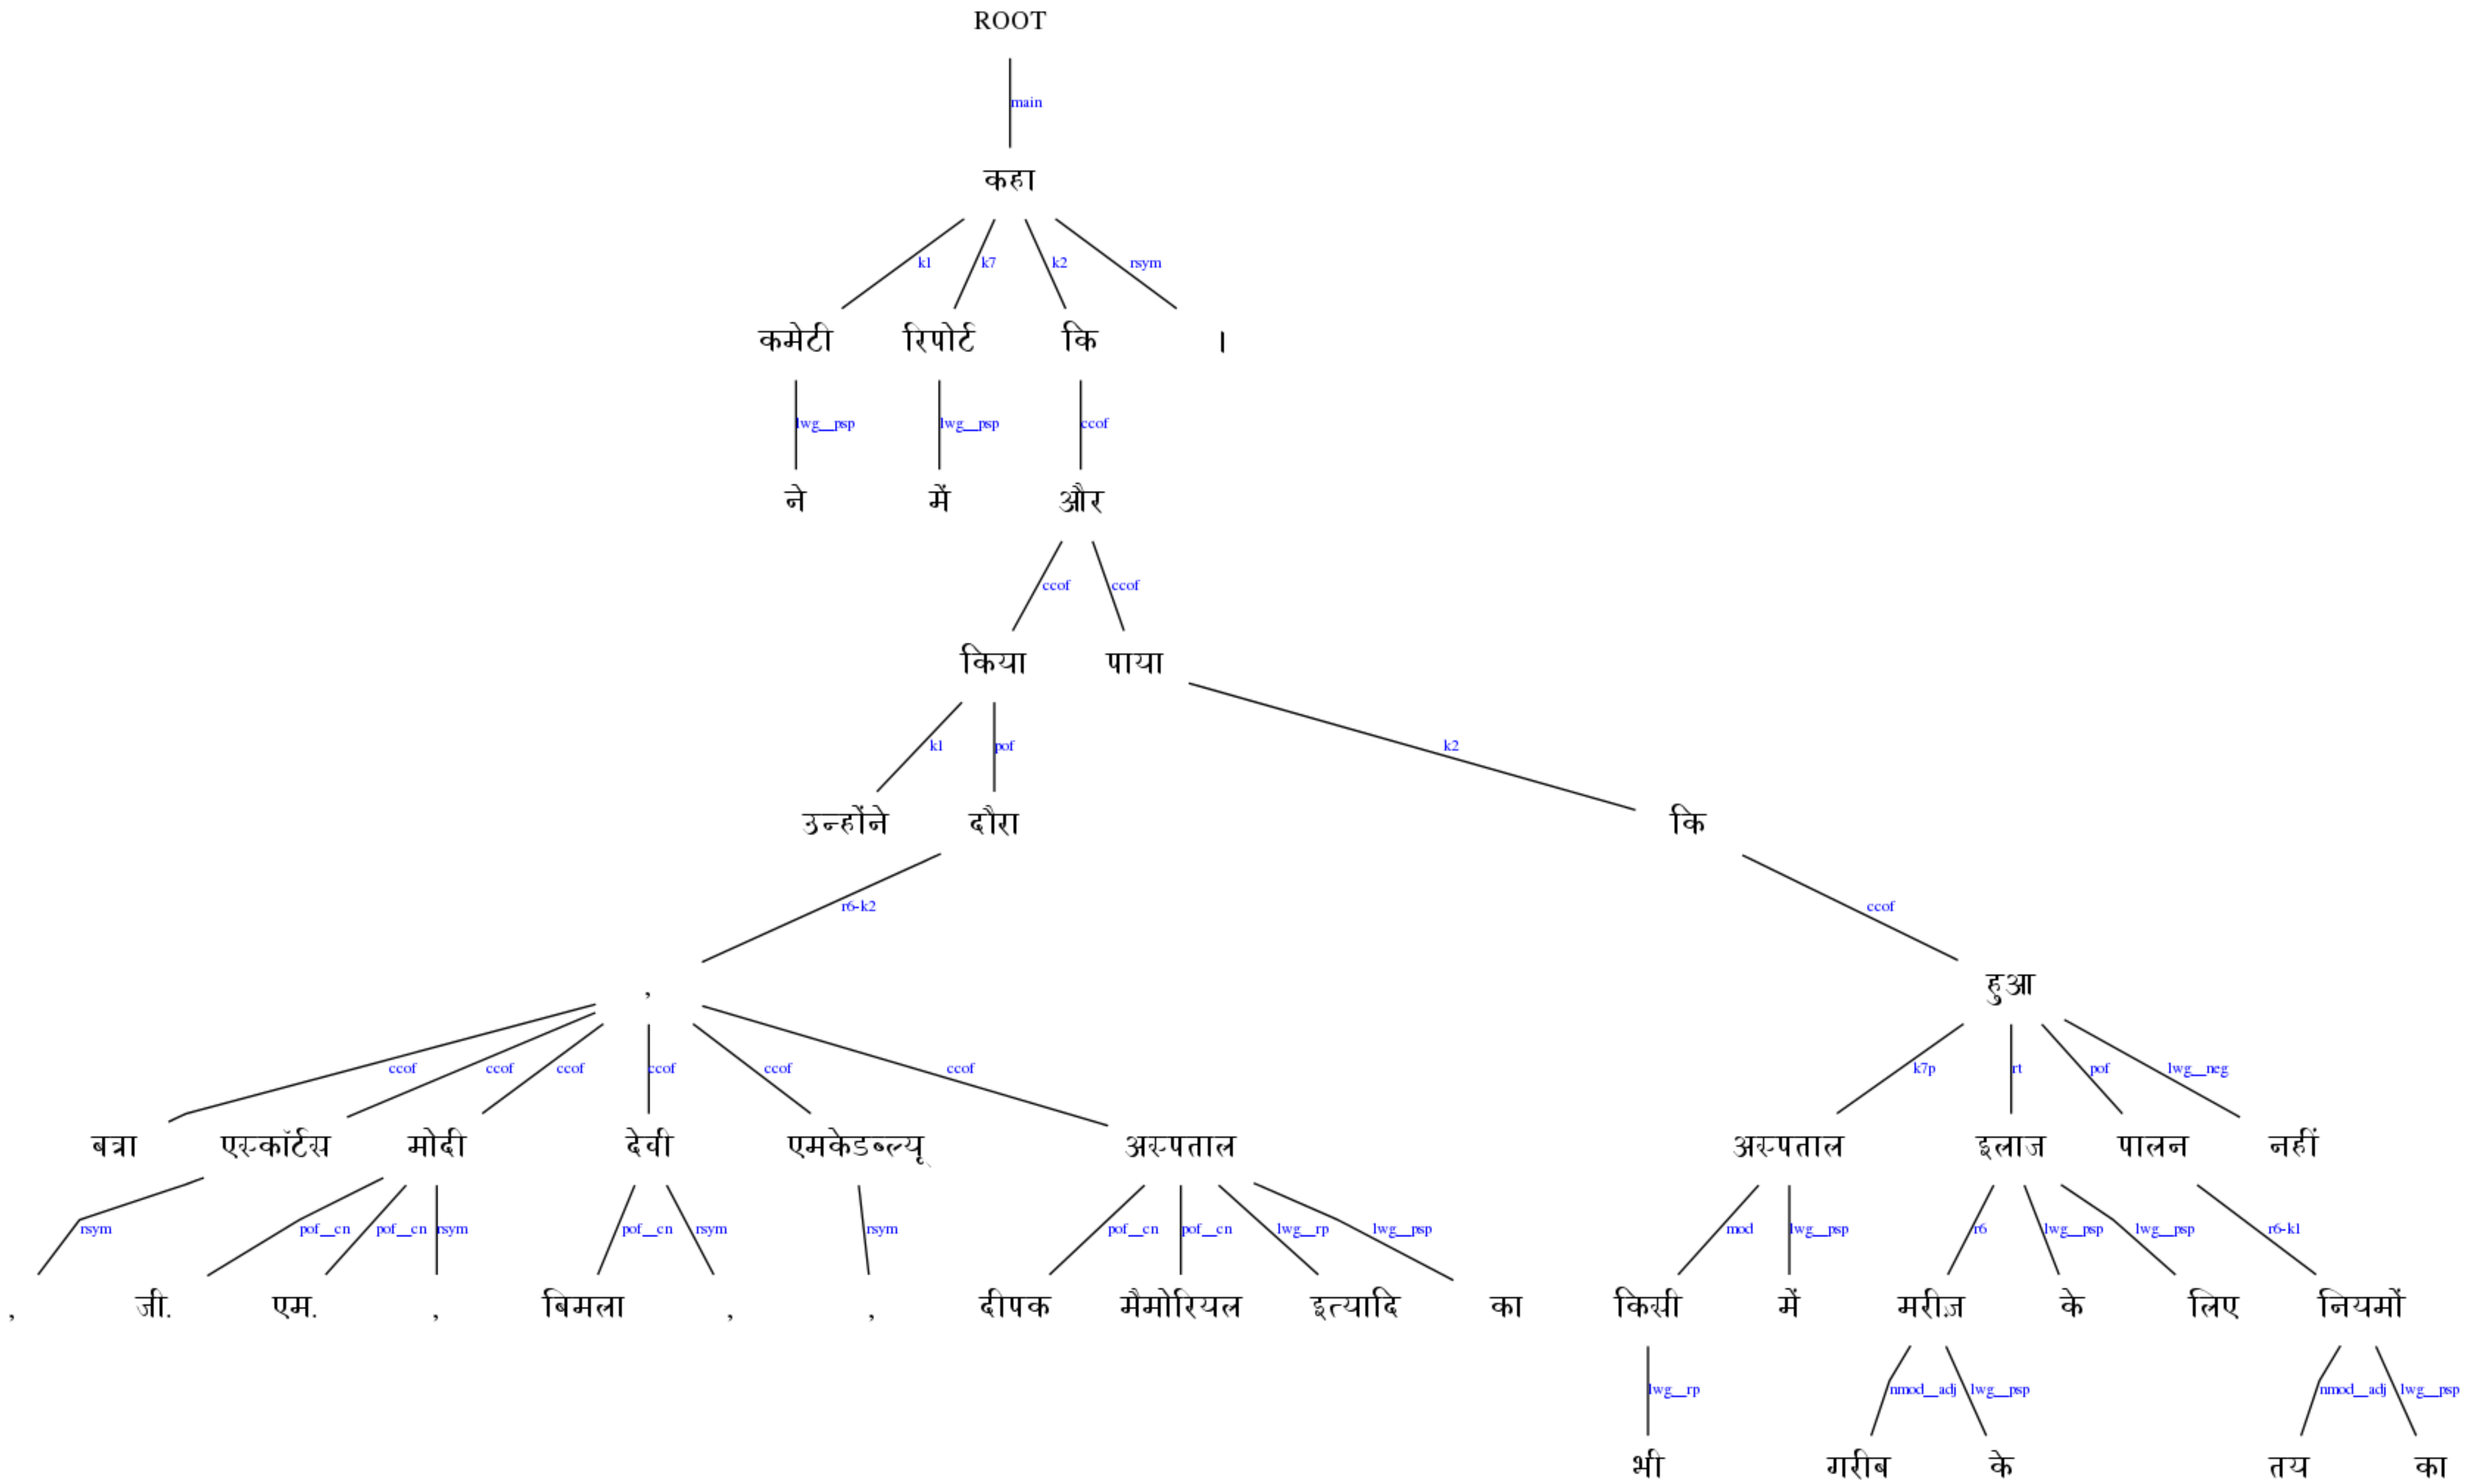 ROOT
main
कहा
k1 k7 k2 rsym
कमेटी रिपोर्ट कि ।
lwg__psp lwg__psp ccof
ने में और
ccof ccof
किया पाया
k1 pof k2
उन्होंने दौरा कि
r6-k2 ccof
, हुआ
ccof ccof ccof ccof ccof ccof k7p rt pof lwg__neg
बत्रा एस्कॉर्टस मोदी देवी एमकेडब्ल्यू अस्पताल अस्पताल इलाज पालन नहीं
rsym pof__cn pof__cn rsym pof__cn rsym rsym pof__cn pof__cn lwg__rp lwg__psp mod lwg__psp r6 lwg__psp lwg__psp r6-k1
, जी. एम. , बिमला , , दीपक मैमोरियल इत्यादि का किसी में मरीज़ के लिए नियमों
lwg__rp nmod__adj lwg__psp nmod__adj lwg__psp
भी गरीब के तय का